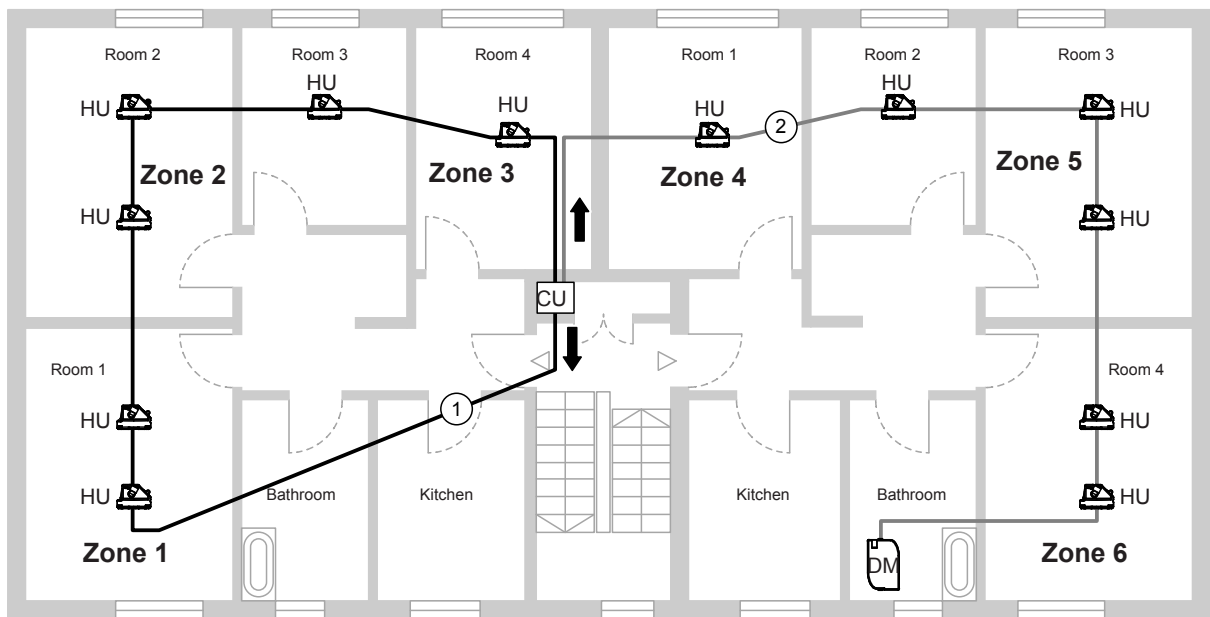 Room 2
Room 3
Room 4
Room 1
Room 2
Room 3
HU
HU
HU
HU
HU
HU
Zone 2
Zone 3
Zone 4
Zone 5
2
HU
HU
CU
Room 1
Room 4
1
HU
HU
HU
HU
Bathroom
Kitchen
Kitchen
Bathroom
Zone 1
Zone 6
DM